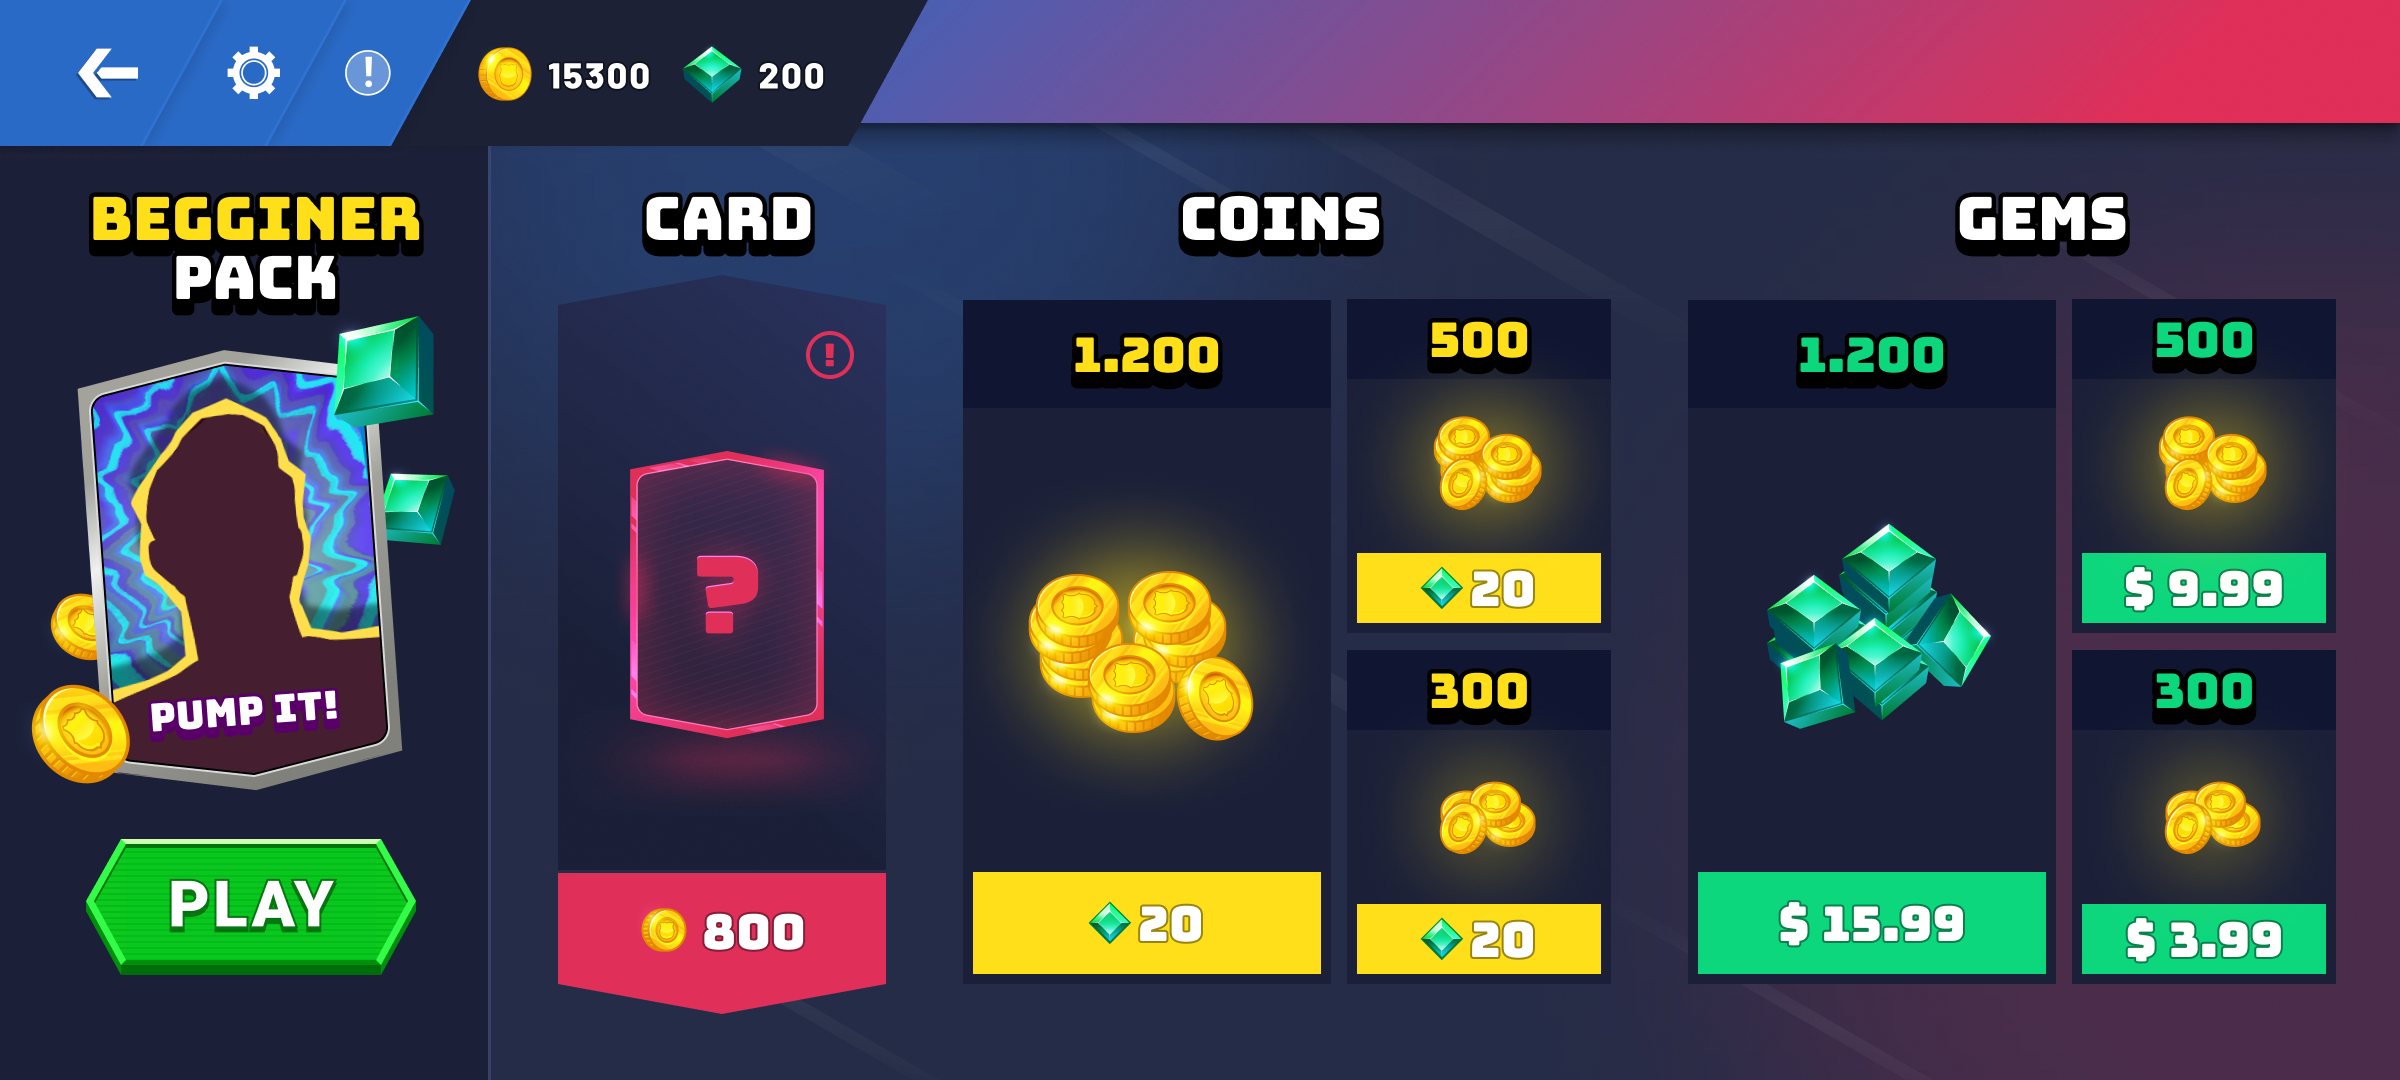 15300
200
BEGGINER
PACK
PUMP IT!
PLAY
CARD
?
800
COINS
1.200
20
500
20
300
20
GEMS
1.200
$ 15.99
500
$ 9.99
300
$ 3.99